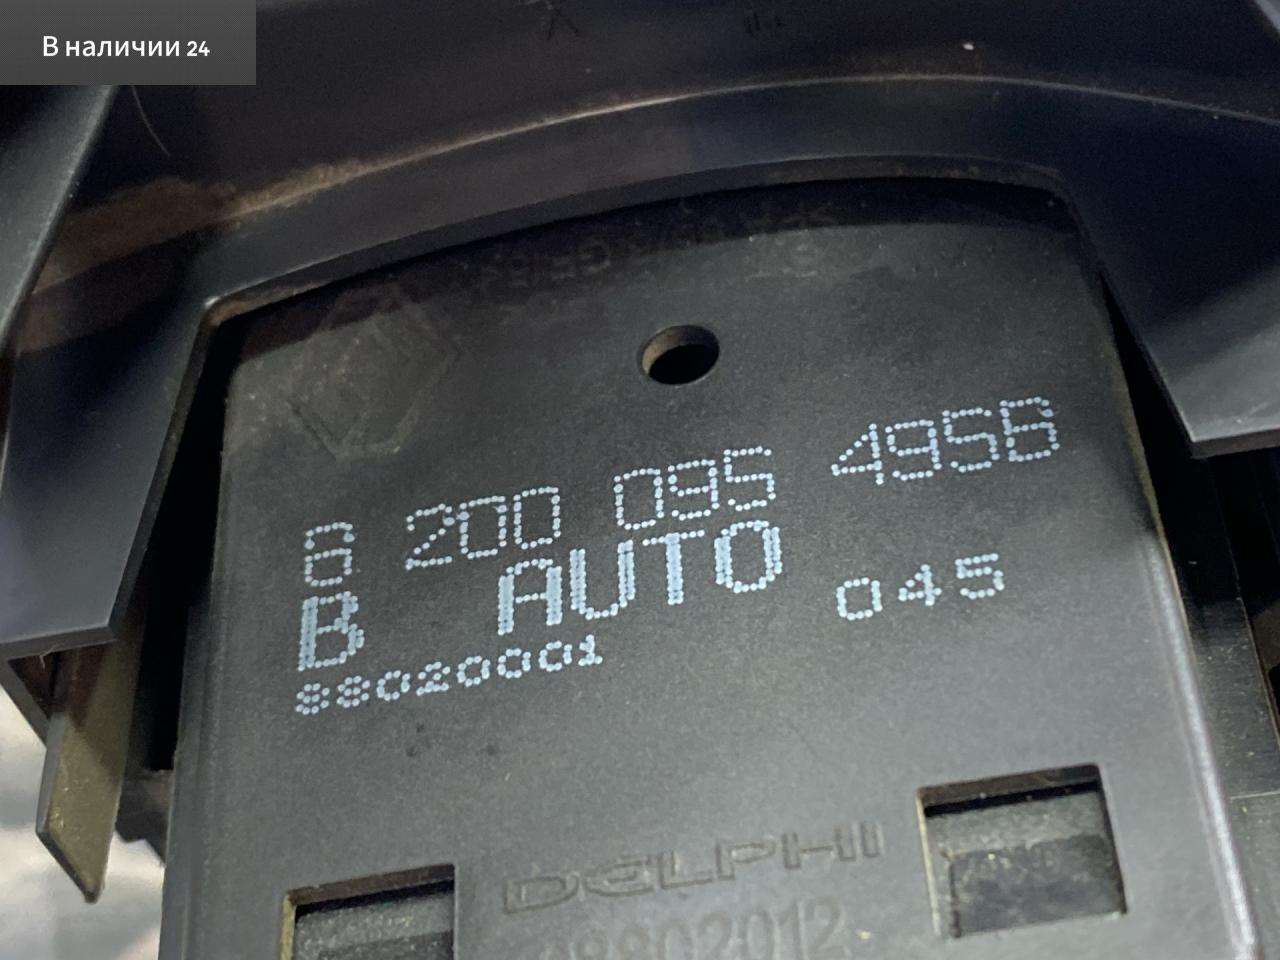 В наличии 24
8 200 095 495B
B AUTO 045
88020001
DELPHI